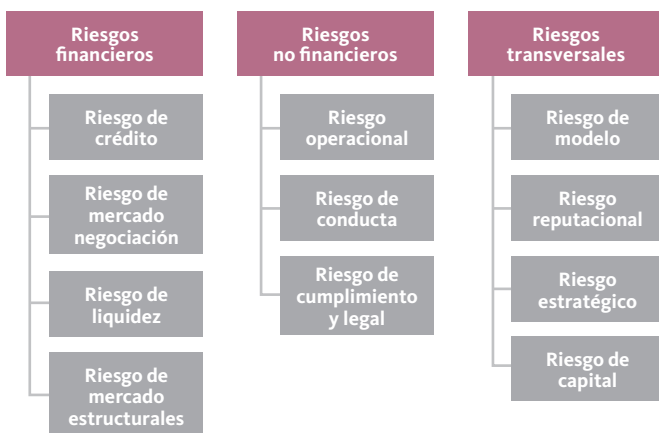 Riesgos
financieros
Riesgo de
crédito
Riesgo de
mercado
negociación
Riesgo de
liquidez
Riesgo de
mercado
estructurales
Riesgos
no financieros
Riesgo
operacional
Riesgo de
conducta
Riesgo de
cumplimiento
y legal
Riesgos
transversales
Riesgo de
modelo
Riesgo
reputacional
Riesgo
estratégico
Riesgo de
capital